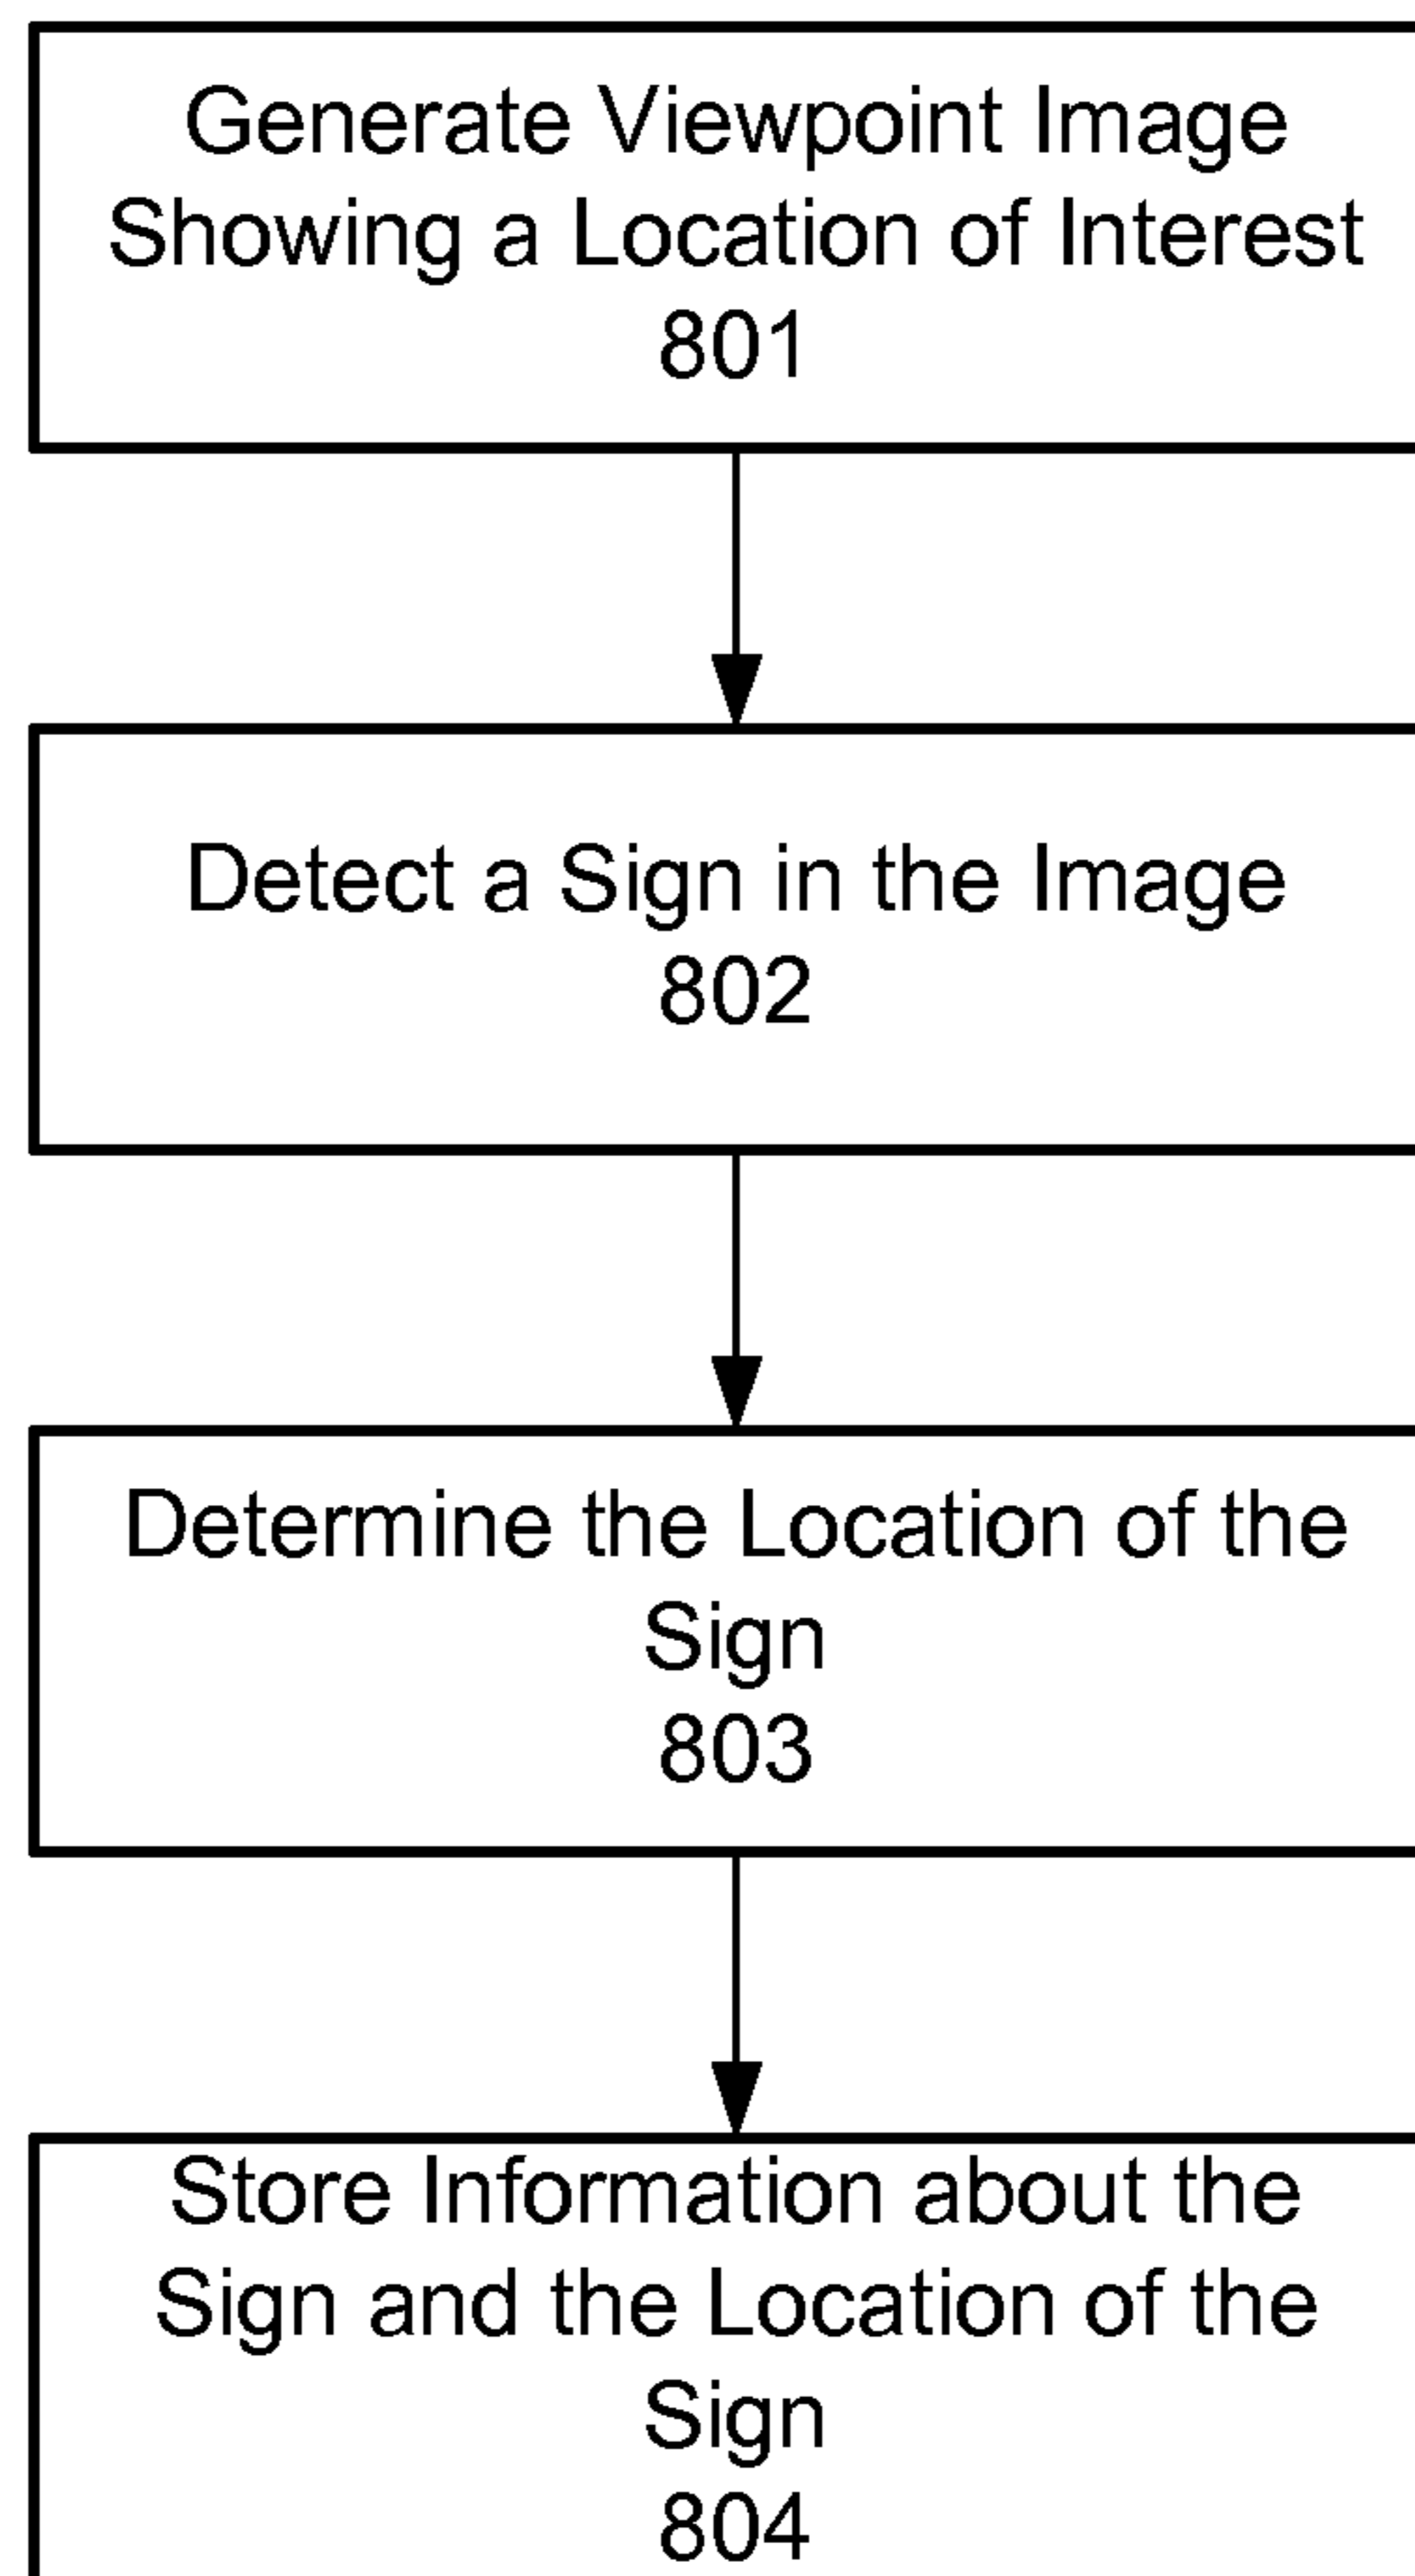 Generate Viewpoint Image
Showing a Location of Interest
801
Detect a Sign in the Image
802
Determine the Location of the
Sign
803
Store Information about the
Sign and the Location of the
Sign
804